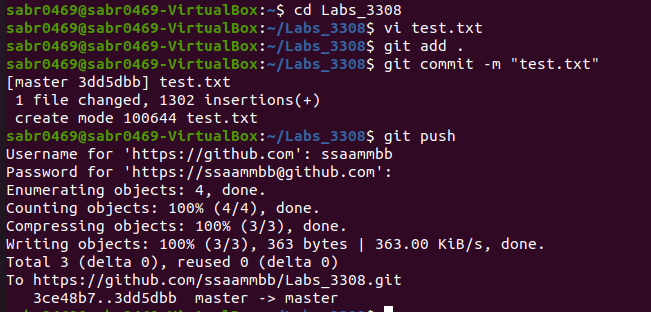 sabr0469@sabr0469-VirtualBox:~$ cd Labs_3308
sabr0469@sabr0469-VirtualBox:~/Labs_3308$ vi test.txt
sabr0469@sabr0469-VirtualBox:~/Labs_3308$ git add .
sabr0469@sabr0469-VirtualBox:~/Labs_3308$ git commit -m "test.txt"
[master 3dd5dbb] test.txt
 1 file changed, 1302 insertions(+)
 create mode 100644 test.txt
sabr0469@sabr0469-VirtualBox:~/Labs_3308$ git push
Username for 'https://github.com': ssaammbb
Password for 'https://ssaammbb@github.com':
Enumerating objects: 4, done.
Counting objects: 100% (4/4), done.
Compressing objects: 100% (3/3), done.
Writing objects: 100% (3/3), 363 bytes | 363.00 KiB/s, done.
Total 3 (delta 0), reused 0 (delta 0)
To https://github.com/ssaammbb/Labs_3308.git
   3ce48b7..3dd5dbb  master -> master
sabr0469@sabr0469-VirtualBox:~/Labs_3308$